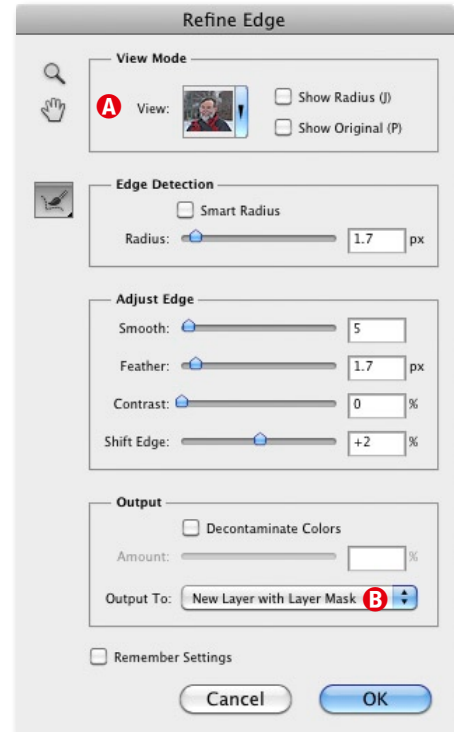 Refine Edge
View Mode
A View:
Show Radius (J)
Show Original (P)
Edge Detection
Smart Radius
Radius: 1.7 px
Adjust Edge
Smooth: 5
Feather: 1.7 px
Contrast: 0 %
Shift Edge: +2 %
Output
Decontaminate Colors
Amount: %
Output To: New Layer with Layer Mask B
Remember Settings
Cancel OK